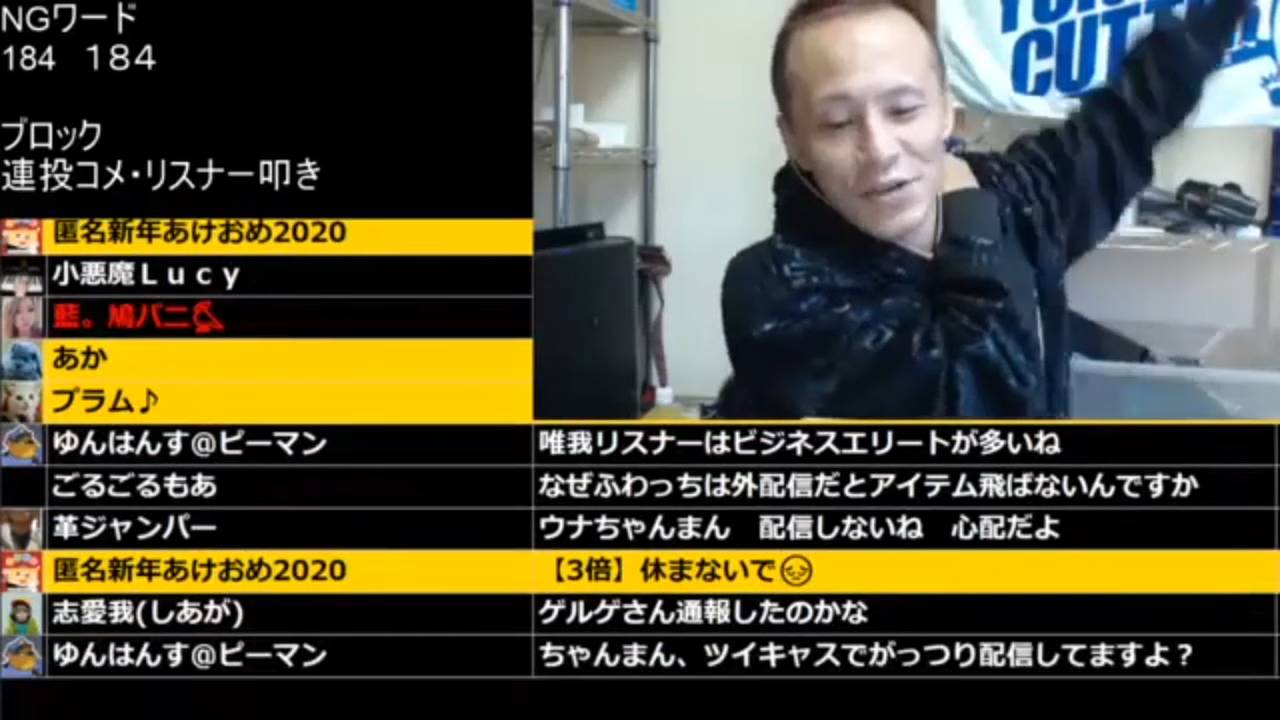 NGワード
184 １８４
ブロック
連投コメ・リスナー叩き
CUT
匿名新年あけおめ2020
小悪魔Ｌｕｃｙ
藍。鳩バニ
あか
プラム♪
ゆんはんす@ピーマン 唯我リスナーはビジネスエリートが多いね
ごるごるもあ なぜふわっちは外配信だとアイテム飛ばないんですか
革ジャンパー ウナちゃんまん　配信しないね　心配だよ
匿名新年あけおめ2020 【3倍】休まないで😔
志愛我(しあが) ゲルゲさん通報したのかな
ゆんはんす@ピーマン ちゃんまん、ツイキャスでがっつり配信してますよ？